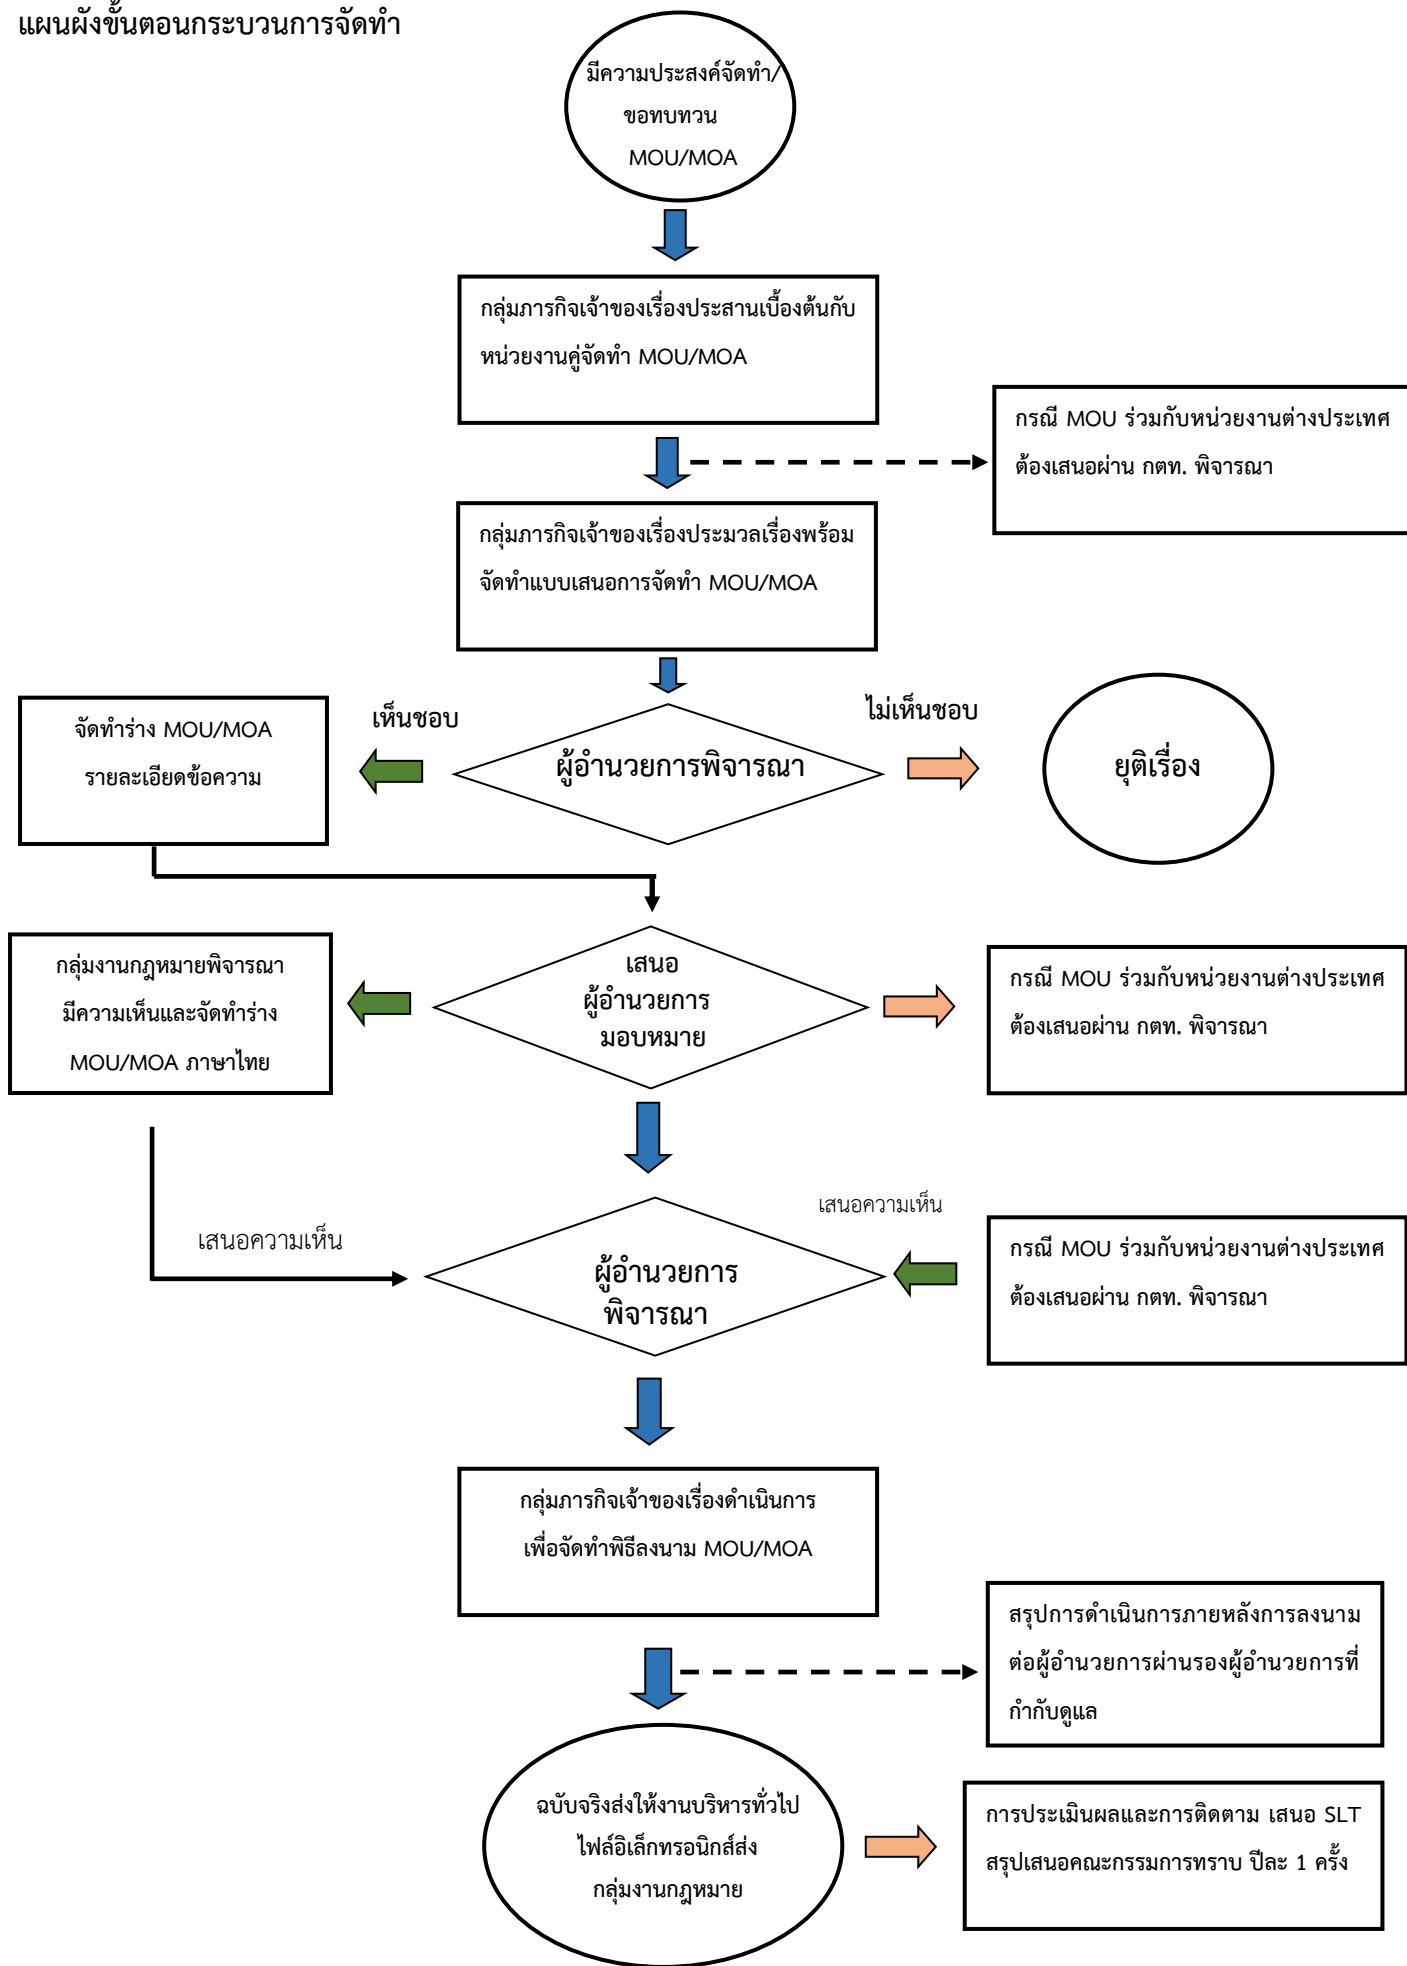 แผนผังขั้นตอนกระบวนการจัดทำ
มีความประสงค์จัดทำ/
ขอทบทวน
MOU/MOA
กลุ่มภารกิจเจ้าของเรื่องประสานเบื้องต้นกับ
หน่วยงานคู่จัดทำ MOU/MOA
กรณี MOU ร่วมกับหน่วยงานต่างประเทศ
ต้องเสนอผ่าน กตท. พิจารณา
กลุ่มภารกิจเจ้าของเรื่องประมวลเรื่องพร้อม
จัดทำแบบเสนอการจัดทำ MOU/MOA
จัดทำร่าง MOU/MOA
รายละเอียดข้อความ
เห็นชอบ
ผู้อำนวยการพิจารณา
ไม่เห็นชอบ
ยุติเรื่อง
กลุ่มงานกฎหมายพิจารณา
มีความเห็นและจัดทำร่าง
MOU/MOA ภาษาไทย
เสนอ
ผู้อำนวยการ
มอบหมาย
กรณี MOU ร่วมกับหน่วยงานต่างประเทศ
ต้องเสนอผ่าน กตท. พิจารณา
เสนอความเห็น
ผู้อำนวยการ
พิจารณา
เสนอความเห็น
กรณี MOU ร่วมกับหน่วยงานต่างประเทศ
ต้องเสนอผ่าน กตท. พิจารณา
กลุ่มภารกิจเจ้าของเรื่องดำเนินการ
เพื่อจัดทำพิธีลงนาม MOU/MOA
สรุปการดำเนินการภายหลังการลงนาม
ต่อผู้อำนวยการผ่านรองผู้อำนวยการที่
กำกับดูแล
ฉบับจริงส่งให้งานบริหารทั่วไป
ไฟล์อิเล็กทรอนิกส์ส่ง
กลุ่มงานกฎหมาย
การประเมินผลและการติดตาม เสนอ SLT
สรุปเสนอคณะกรรมการทราบ ปีละ 1 ครั้ง